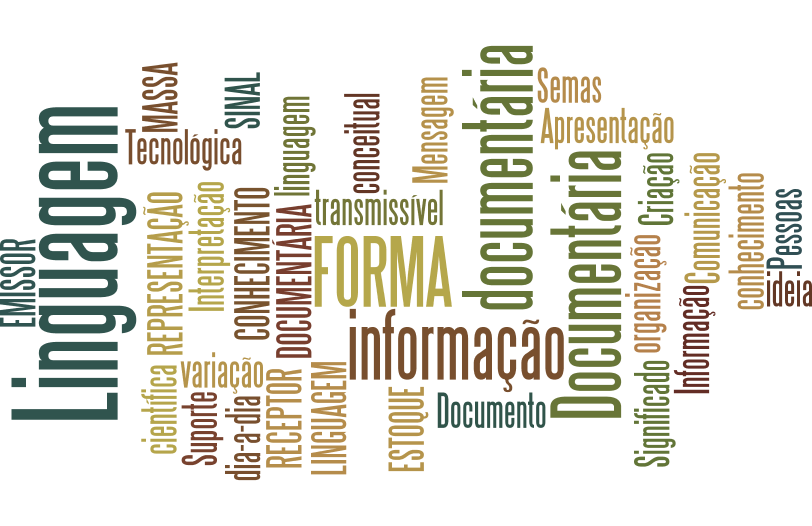 EMISSOR
Linguagem
MASSA
Tecnológica
SINAL
linguagem
conceitual
Mensagem
documentária
Semas
Apresentação
REPRESENTAÇÃO
Interpretação
CONHECIMENTO
DOCUMENTÁRIA
transmissível
FORMA
informação
Documentária
Criação
organização
Comunicação
Informação
conhecimento
Pessoas
ideia
científica
variação
Suporte
dia-a-dia
RECEPTOR
LINGUAGEM
ESTOQUE
Documento
Significado